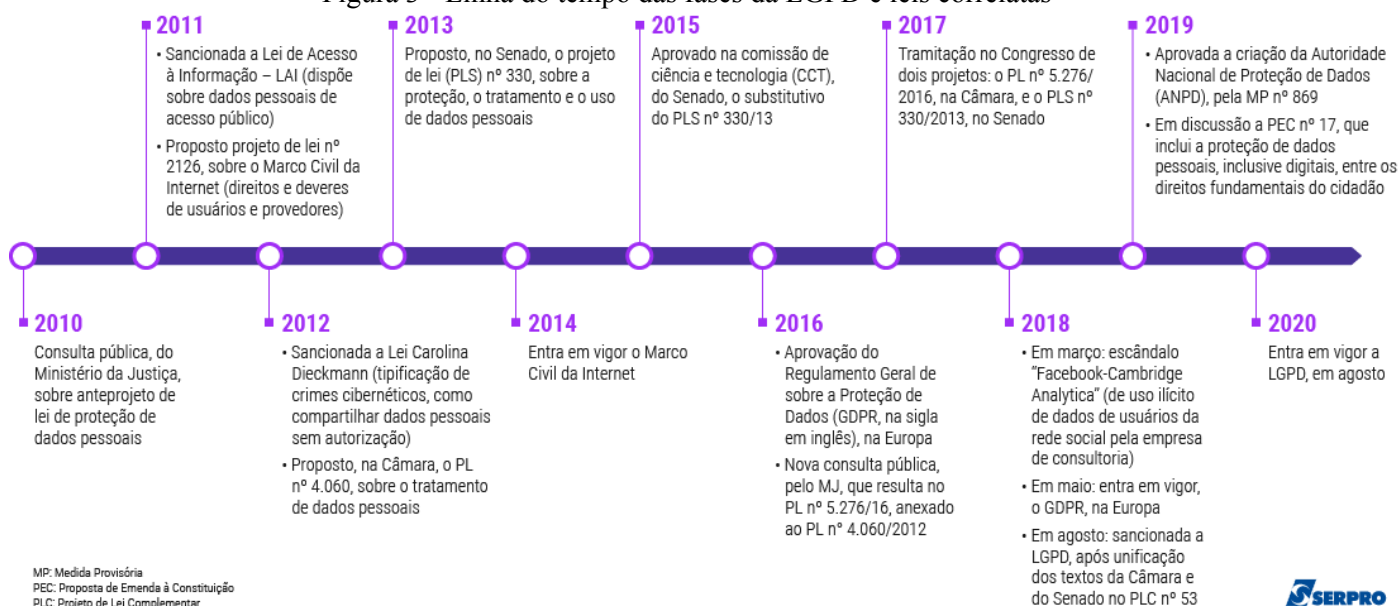 Figura 3 - Linha do tempo das fases da LGPD e leis correlatas
2011
• Sancionada a Lei de Acesso
à Informação – LAI (dispõe
sobre dados pessoais de
acesso público)
• Proposto projeto de lei nº
2126, sobre o Marco Civil da
Internet (direitos e deveres
de usuários e provedores)
2013
Proposto, no Senado, o projeto
de lei (PLS) nº 330, sobre a
proteção, o tratamento e o uso
de dados pessoais
2015
Aprovado na comissão de
ciência e tecnologia (CCT),
do Senado, o substitutivo
do PLS nº 330/13
2017
Tramitação no Congresso de
dois projetos: o PL nº 5.276/
2016, na Câmara, e o PLS nº
330/2013, no Senado
2019
• Aprovada a criação da Autoridade
Nacional de Proteção de Dados
(ANPD), pela MP nº 869
• Em discussão a PEC nº 17, que
inclui a proteção de dados
pessoais, inclusive digitais, entre os
direitos fundamentais do cidadão
2010
Consulta pública, do
Ministério da Justiça,
sobre anteprojeto de
lei de proteção de
dados pessoais
2012
• Sancionada a Lei Carolina
Dieckmann (tipificação de
crimes cibernéticos, como
compartilhar dados pessoais
sem autorização)
• Proposto, na Câmara, o PL
nº 4.060, sobre o tratamento
de dados pessoais
2014
Entra em vigor o Marco
Civil da Internet
2016
• Aprovação do
Regulamento Geral de
sobre a Proteção de
Dados (GDPR, na sigla
em inglês), na Europa
• Nova consulta pública,
pelo MJ, que resulta no
PL nº 5.276/16, anexado
ao PL nº 4.060/2012
2018
• Em março: escândalo
"Facebook-Cambridge
Analytica" (de uso ilícito
de dados de usuários da
rede social pela empresa
de consultoria)
• Em maio: entra em vigor,
o GDPR, na Europa
• Em agosto: sancionada a
LGPD, após unificação
dos textos da Câmara e
do Senado no PLC nº 53
2020
Entra em vigor a
LGPD, em agosto
MP: Medida Provisória
PEC: Proposta de Emenda à Constituição
PLC: Projeto de Lei Complementar
SERPRO